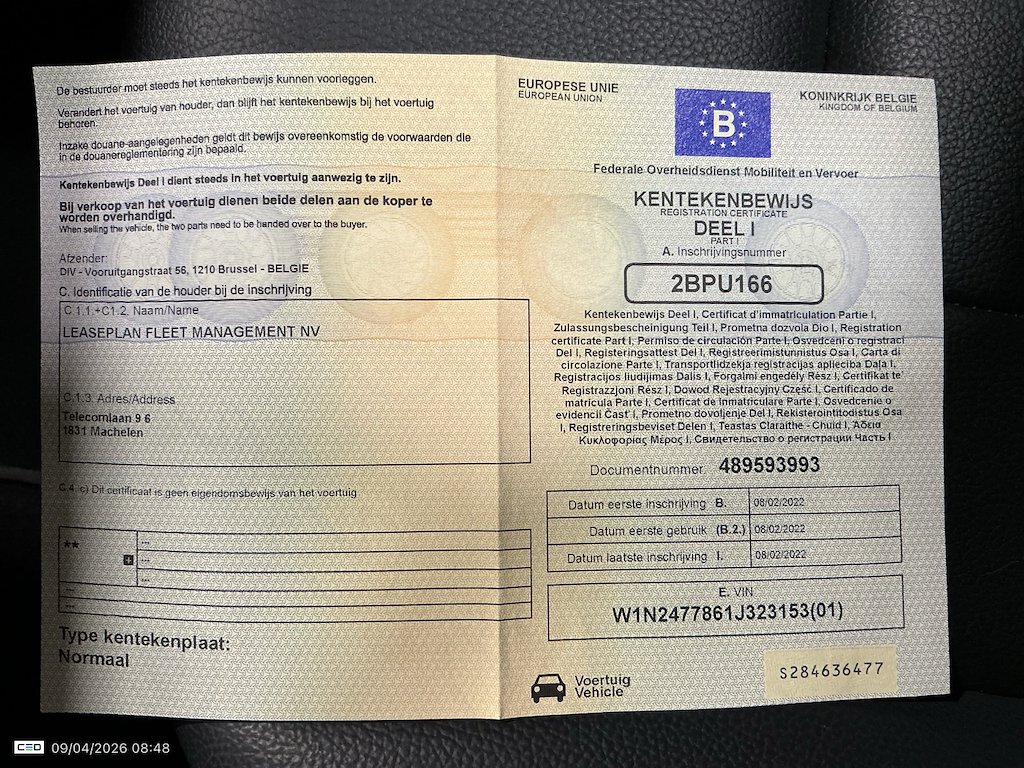 De bestuurder moet steeds het kentekenbewijs kunnen voorleggen.
Verandert het voertuig van houder, dan blijft het kentekenbewijs bij het voertuig
behoren.
Inzake douane-aangelegenheden geldt dit bewijs overeenkomstig de voorwaarden die
in de douanereglementering zijn bepaald.
Kentekenbewijs Deel I dient steeds in het voertuig aanwezig te zijn.
Bij verkoop van het voertuig dienen beide delen aan de koper te
worden overhandigd.
When selling the vehicle, the two parts need to be handed over to the buyer.
Afzender:
DIV - Vooruitgangstraat 56, 1210 Brussel - BELGIE
C. Identificatie van de houder bij de inschrijving
C 1.1.+C1.2. Naam/Name
LEASEPLAN FLEET MANAGEMENT NV
C.1.3. Adres/Address
Telecomlaan 9 6
1831 Machelen
C.4. c) Dit certificaat is geen eigendomsbewijs van het voertuig
**
+
---
---
---
---
---
Type kentekenplaat:
Normaal
EUROPESE UNIE
EUROPEAN UNION
B
KONINKRIJK BELGIE
KINGDOM OF BELGIUM
Federale Overheidsdienst Mobiliteit en Vervoer
KENTEKENBEWIJS
REGISTRATION CERTIFICATE
DEEL I
PART I
A. Inschrijvingsnummer
2BPU166
Kentekenbewijs Deel I, Certificat d'immatriculation Partie I,
Zulassungsbescheinigung Teil I, Prometna dozvola Dio I, Registration
certificate Part I, Permiso de circulación Parte I, Osvedcení o registraci
Del I, Registeringsattest Del I, Registreerimistunnistus Osa I, Carta di
circolazione Parte I, Transportlidzekja registracijas apliecība Daļa I,
Registracijos liudijimas Dalis I, Forgalmi engedély Rész I, Certifikat te'
Registrazzjoni Rész I, Dowod Rejestracyjny Część I, Certificado de
matrícula Parte I, Certificat de înmatriculare Parte I, Osvedcenie o
evidencii Časť I, Prometno dovoljenje Del I, Rekisterointitodistus Osa
I, Registreringsbeviset Delen I, Teastas Claraithe - Chuid I, Άδεια
Κυκλοφορίας Μέρος I, Свидетельство о регистрации Часть I
Documentnummer 489593993
Datum eerste inschrijving B. 08/02/2022
Datum eerste gebruik (B.2.) 08/02/2022
Datum laatste inschrijving I. 08/02/2022
E. VIN
W1N2477861J323153(01)
Voertuig
Vehicle
S284636477
CEO 09/04/2026 08:48